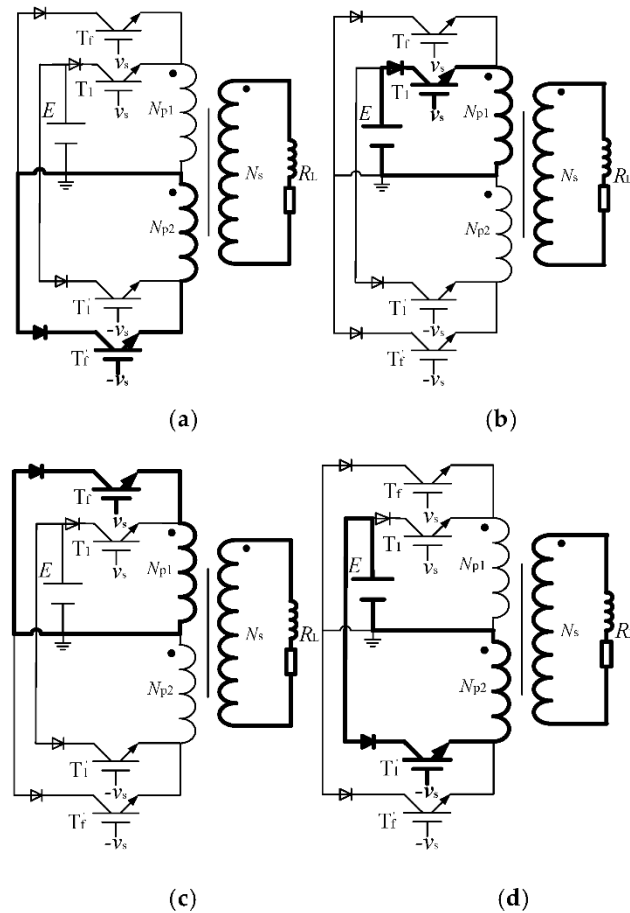 Tf
vs
T1
vs
E
Np1
Ns
RL
Np2
T1'
-vs
Tf'
-vs
(a)
Tf
vs
T1
vs
E
Np1
Ns
RL
Np2
T1'
-vs
Tf'
-vs
(b)
Tf
vs
T1
vs
E
Np1
Ns
RL
Np2
T1'
-vs
Tf'
-vs
(c)
Tf
vs
T1
vs
E
Np1
Ns
R
Np2
T1'
-vs
Tf'
-vs
(d)